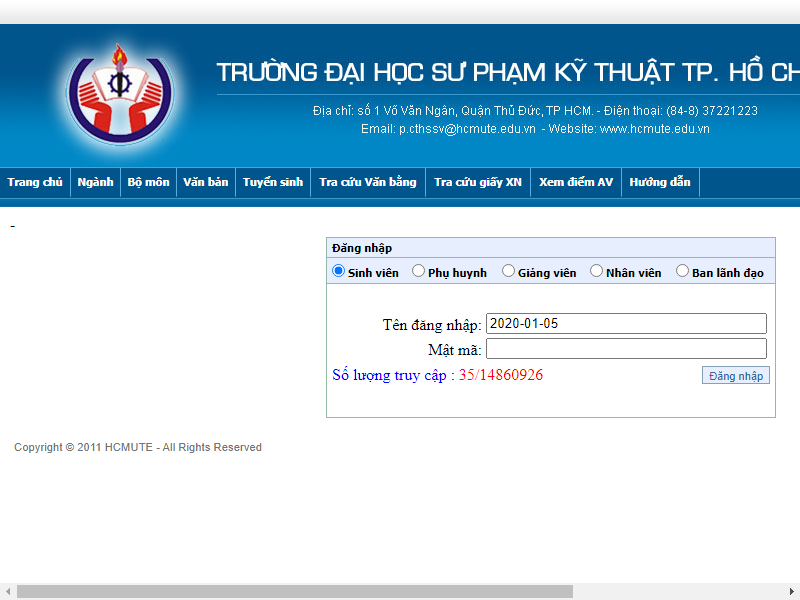 TRƯỜNG ĐẠI HỌC SƯ PHẠM KỸ THUẬT TP. HỒ CH
Địa chỉ: số 1 Võ Văn Ngân, Quận Thủ Đức, TP HCM. - Điện thoại: (84-8) 37221223
Email: p.cthssv@hcmute.edu.vn - Website: www.hcmute.edu.vn
Trang chủ Ngành Bộ môn Văn bản Tuyển sinh Tra cứu Văn bằng Tra cứu giấy XN Xem điểm AV Hướng dẫn
-
Đăng nhập
Sinh viên Phụ huynh Giảng viên Nhân viên Ban lãnh đạo
Tên đăng nhập: 2020-01-05
Mật mã:
Số lượng truy cập : 35/14860926 Đăng nhập
Copyright © 2011 HCMUTE - All Rights Reserved